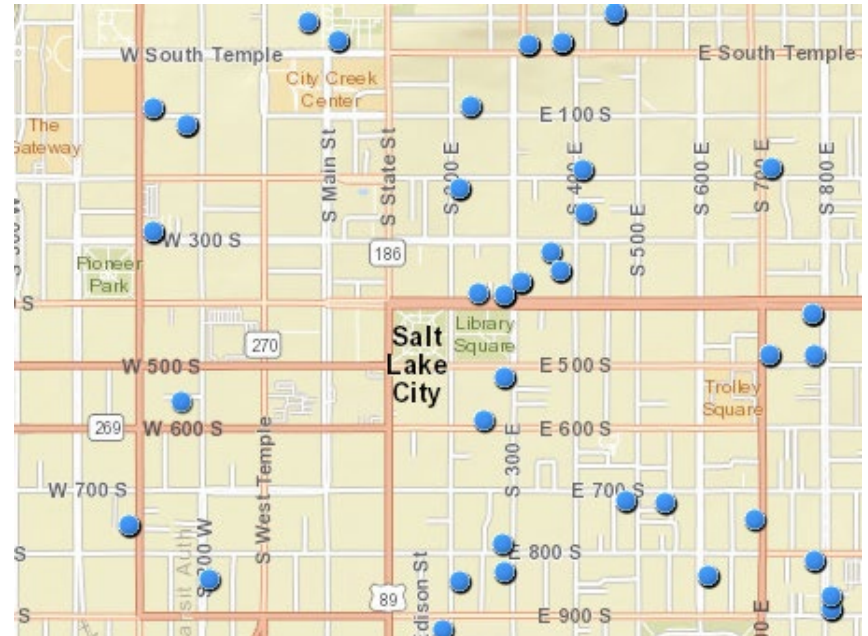 W South Temple
E South Temple
City Creek
Center
The
Gateway
E 100 S
S Main St
S State St
S 200 E
S 400 E
S 600 E
S 700 E
S 800 E
S 500 E
W 300 S
186
Pioneer
Park
S
Salt
Lake
City
Library
Square
270
W 500 S
E 500 S
Trolley
Square
269
W 600 S
E 600 S
S 300 E
S West Temple
W 700 S
E 700 S
S
E 800 S
S 200 W
Edison St
89
S
E 900 S